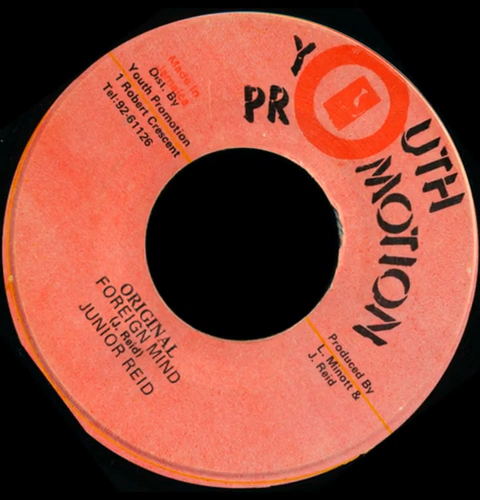 YOUTH
PROMOTION
Made in
Jamaica
Dist. By
Youth Promotion
1 Robert Crescent
Tel:92-61126
ORIGINAL
FOREIGN MIND
(J. Reid)
JUNIOR REID
Produced By
L. Minott &
J. Reid